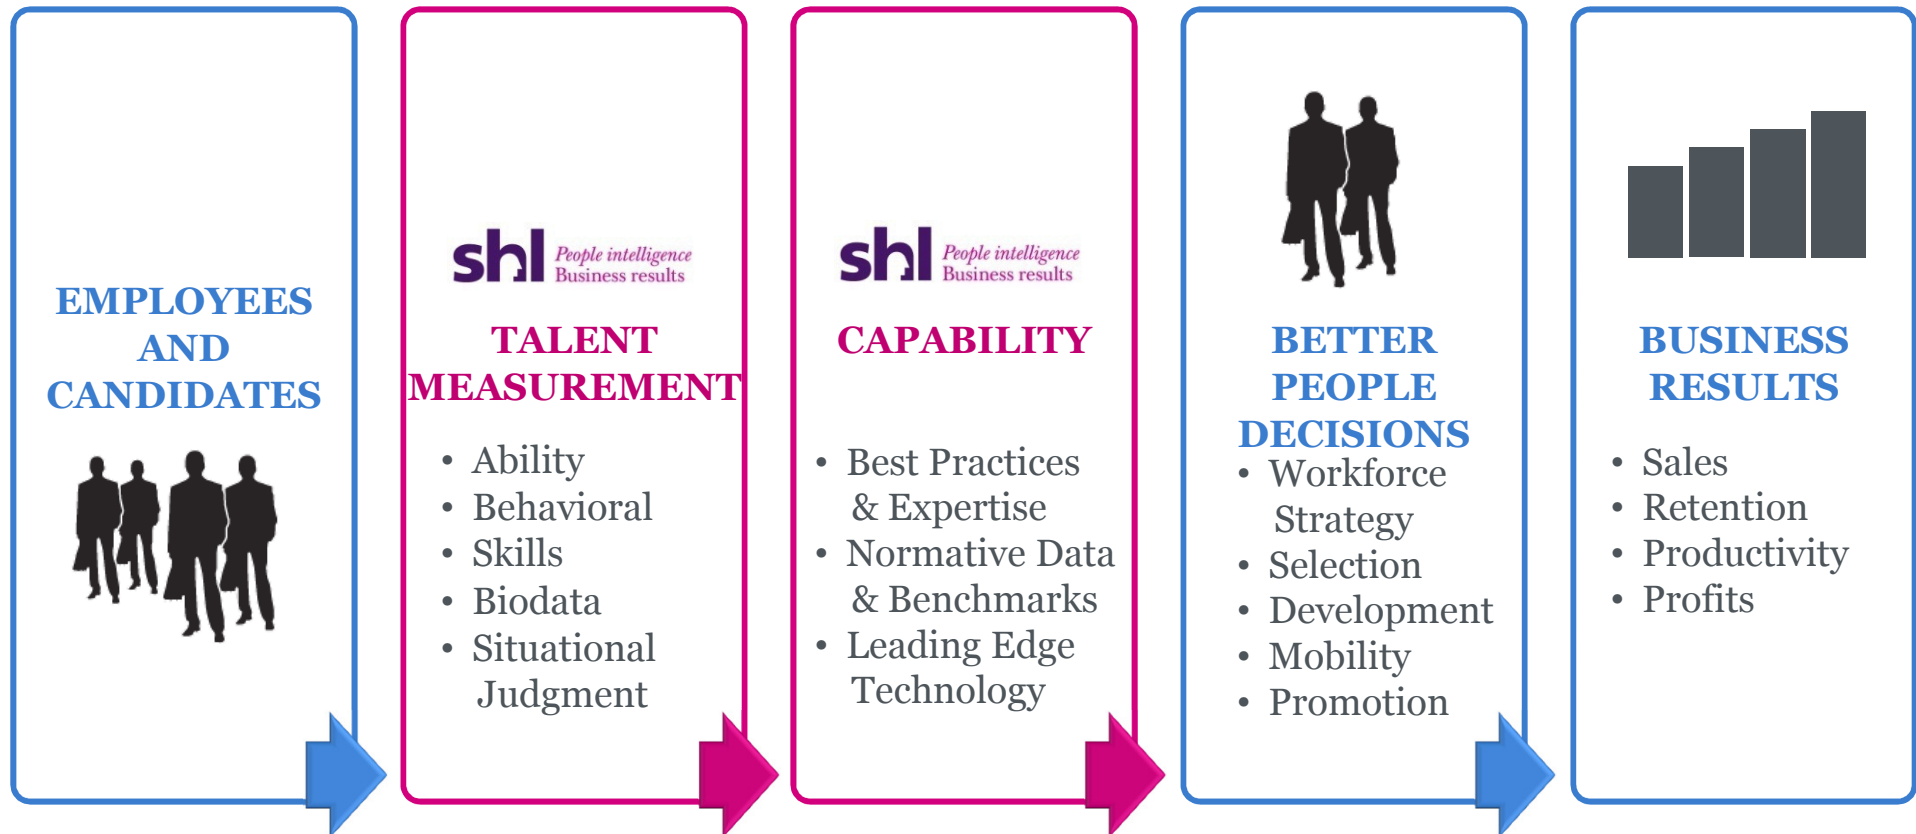 EMPLOYEES
AND
CANDIDATES
shl People intelligence
Business results
TALENT
MEASUREMENT
• Ability
• Behavioral
• Skills
• Biodata
• Situational
Judgment
shl People intelligence
Business results
CAPABILITY
• Best Practices
& Expertise
• Normative Data
& Benchmarks
• Leading Edge
Technology
BETTER
PEOPLE
DECISIONS
• Workforce
Strategy
• Selection
• Development
• Mobility
• Promotion
BUSINESS
RESULTS
• Sales
• Retention
• Productivity
• Profits